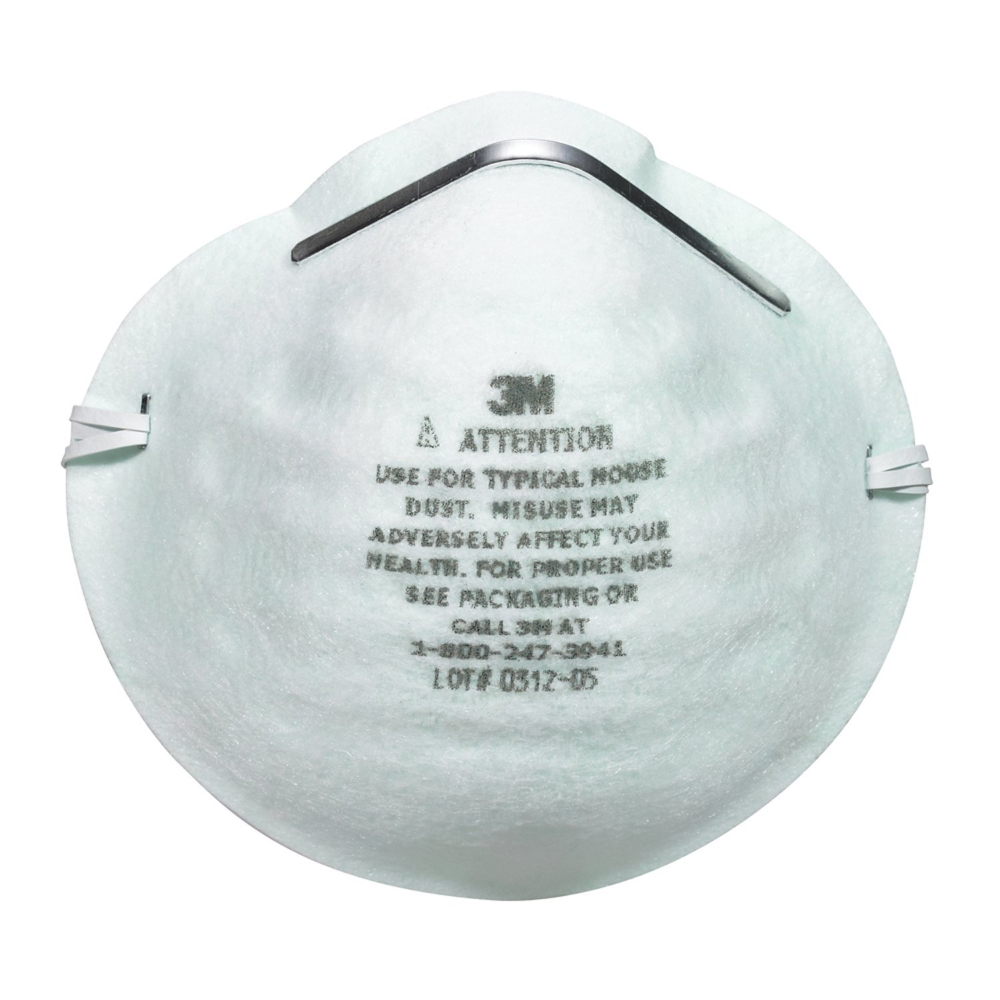 3M
⚠ ATTENTION
USE FOR TYPICAL HOUSE
DUST. MISUSE MAY
ADVERSELY AFFECT YOUR
HEALTH. FOR PROPER USE
SEE PACKAGING OR
CALL 3M AT
1-800-247-3941
LOT# 0312-05